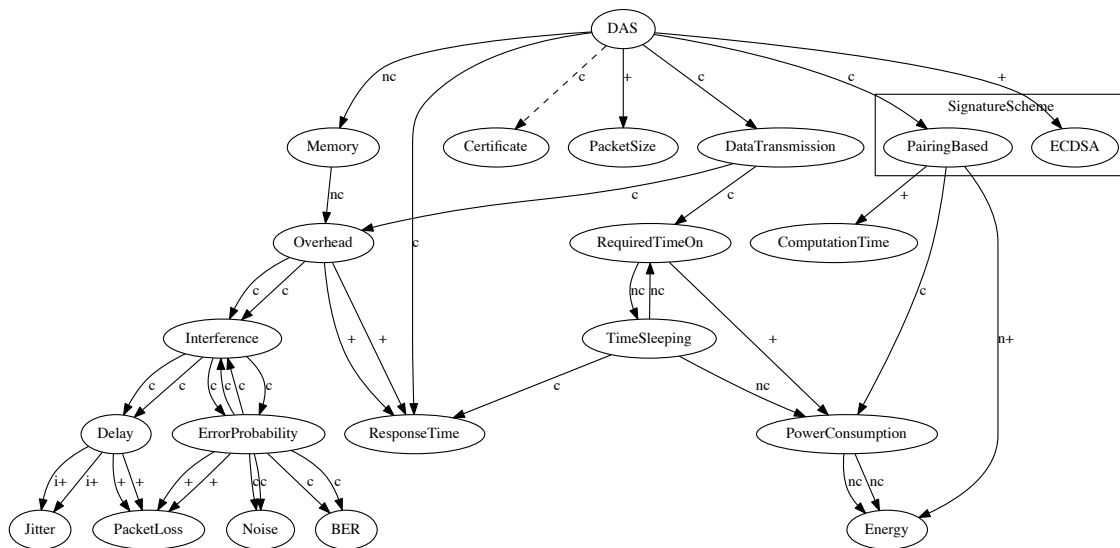 DAS
nc
c
+
c
c
+
SignatureScheme
Memory
Certificate
PacketSize
DataTransmission
PairingBased
ECDSA
nc
c
c
+
Overhead
c
RequiredTimeOn
ComputationTime
c
c
nc
nc
c
Interference
+
+
TimeSleeping
+
n+
c
c
c
c
c
c
c
nc
Delay
ErrorProbability
ResponseTime
PowerConsumption
i+
i+
+
+
+
+
c
c
c
c
nc
nc
Jitter
PacketLoss
Noise
BER
Energy